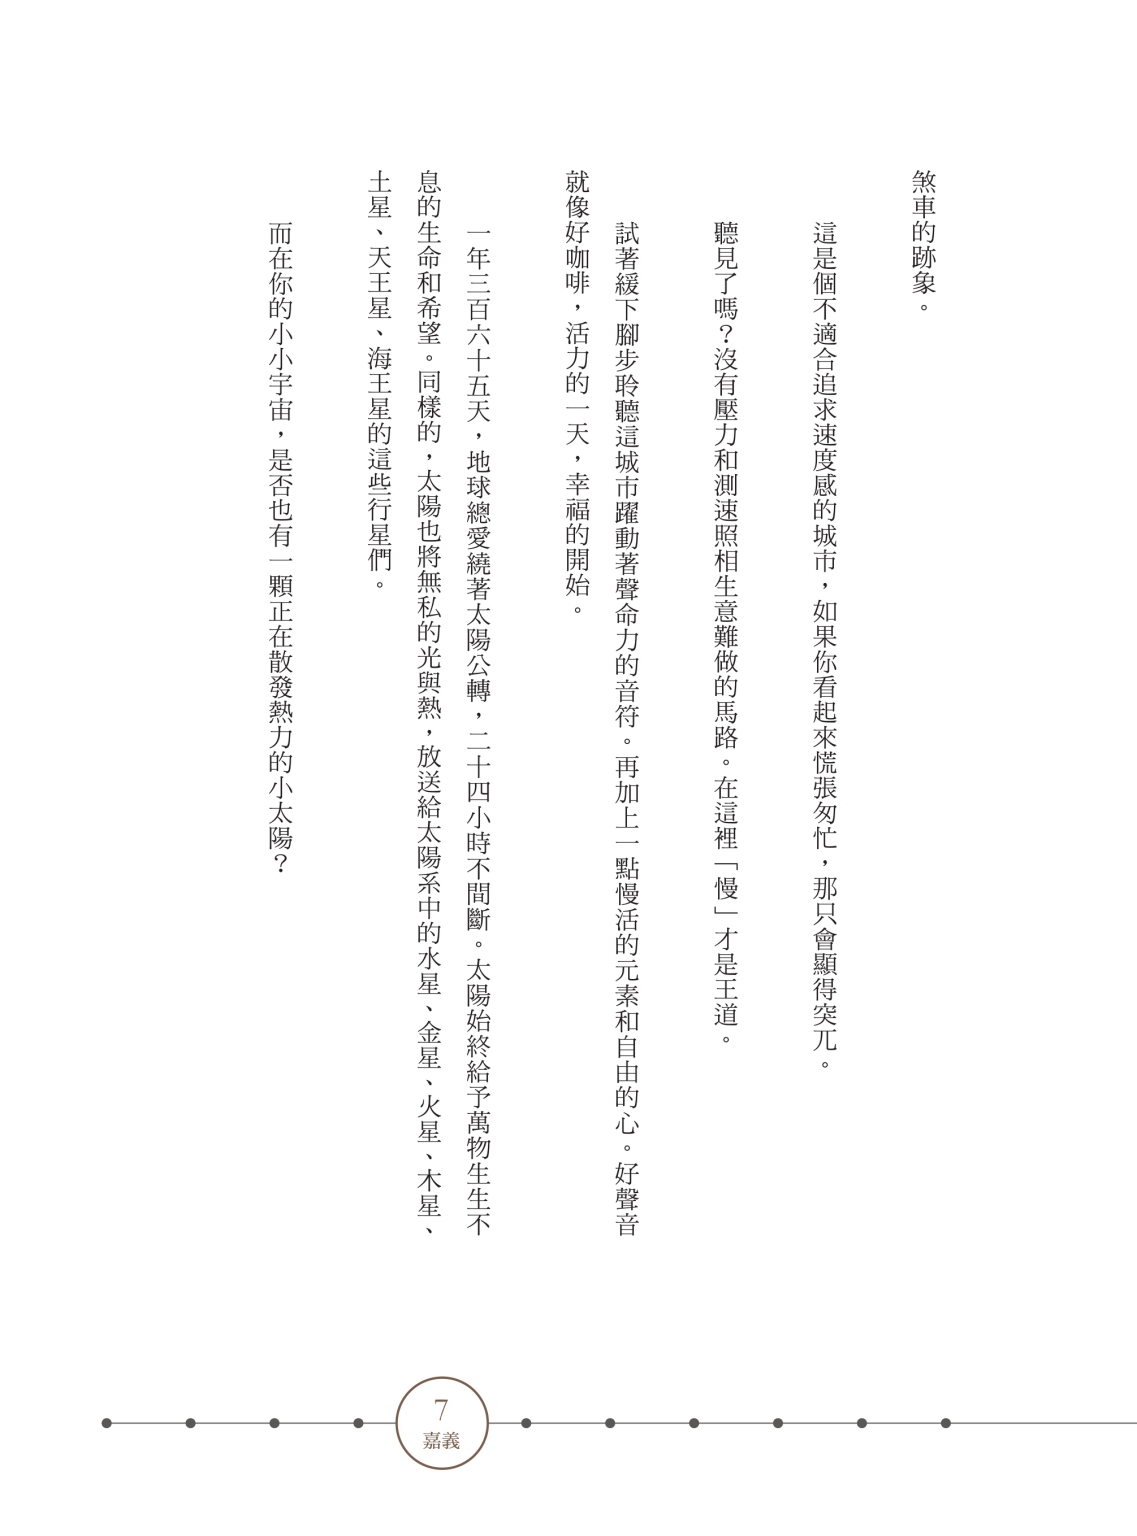 煞車的跡象。
這是個不適合追求速度感的城市，如果你看起來慌張匆忙，那只會顯得突兀。
聽見了嗎？沒有壓力和測速照相生意難做的馬路。在這裡「慢」才是王道。
試著緩下腳步聆聽這城市躍動著聲命力的音符。再加上一點慢活的元素和自由的心。好聲音
就像好咖啡，活力的一天，幸福的開始。
一年三百六十五天，地球總愛繞著太陽公轉，二十四小時不間斷。太陽始終給予萬物生生不
息的生命和希望。同樣的，太陽也將無私的光與熱，放送給太陽系中的水星、金星、火星、木星、
土星、天王星、海王星的這些行星們。
而在你的小小宇宙，是否也有一顆正在散發熱力的小太陽？
7
嘉義